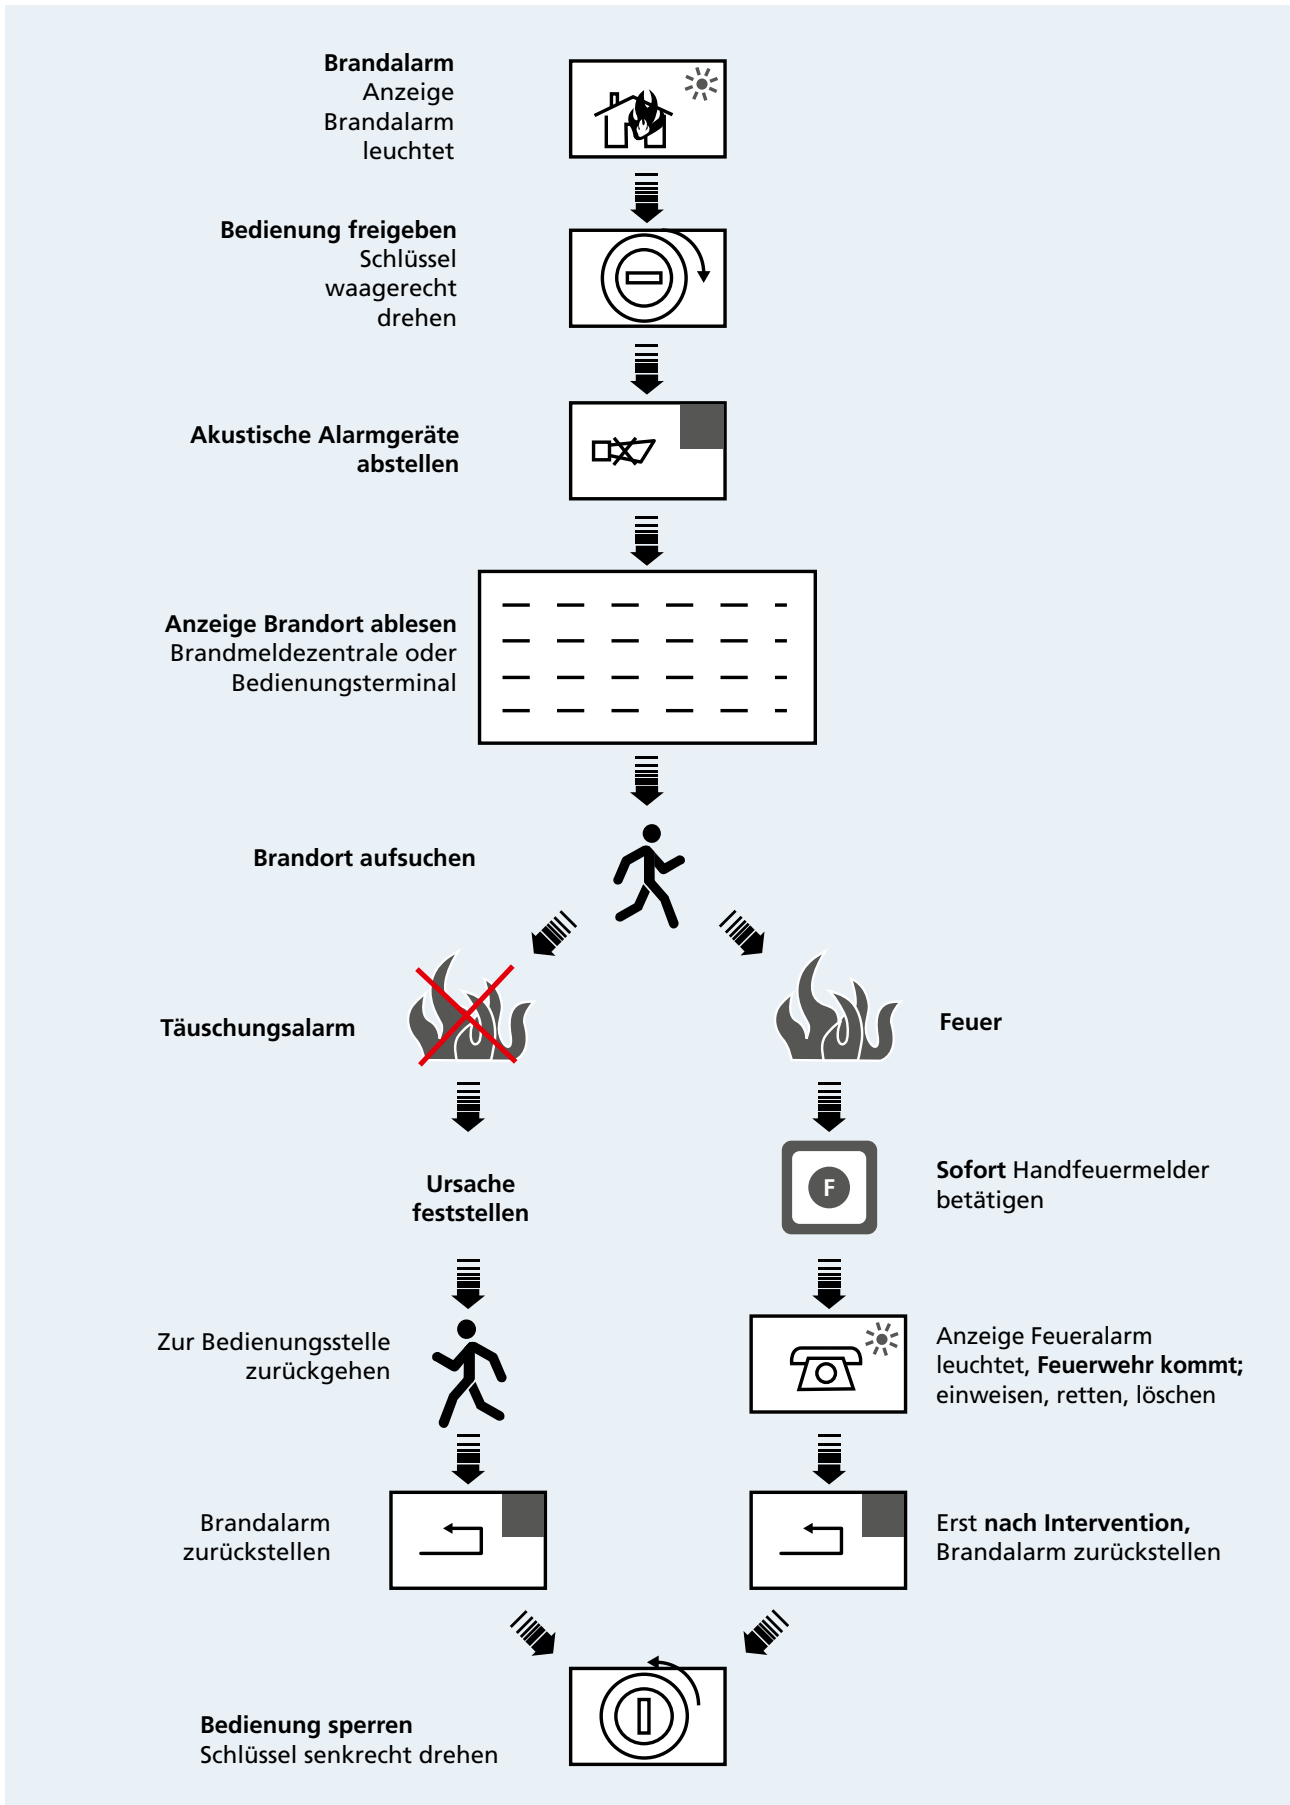 Brandalarm
Anzeige
Brandalarm
leuchtet
Bedienung freigeben
Schlüssel
waagerecht
drehen
Akustische Alarmgeräte
abstellen
Anzeige Brandort ablesen
Brandmeldezentrale oder
Bedienungsterminal
Brandort aufsuchen
Täuschungsalarm
Feuer
Ursache
feststellen
F
Sofort Handfeuermelder
betätigen
Zur Bedienungsstelle
zurückgehen
Anzeige Feueralarm
leuchtet, Feuerwehr kommt;
einweisen, retten, löschen
Brandalarm
zurückstellen
Erst nach Intervention,
Brandalarm zurückstellen
Bedienung sperren
Schlüssel senkrecht drehen